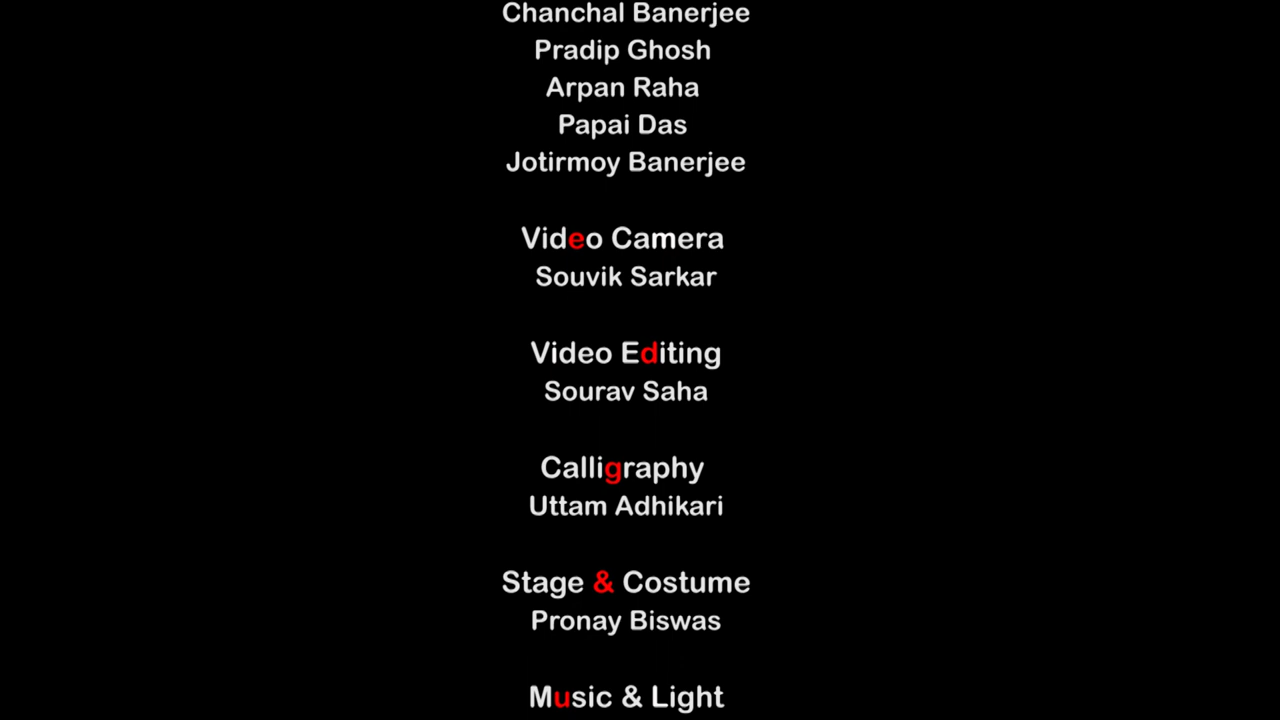 Chanchal Banerjee
Pradip Ghosh
Arpan Raha
Papai Das
Jotirmoy Banerjee
Video Camera
Souvik Sarkar
Video Editing
Sourav Saha
Calligraphy
Uttam Adhikari
Stage & Costume
Pronay Biswas
Music & Light